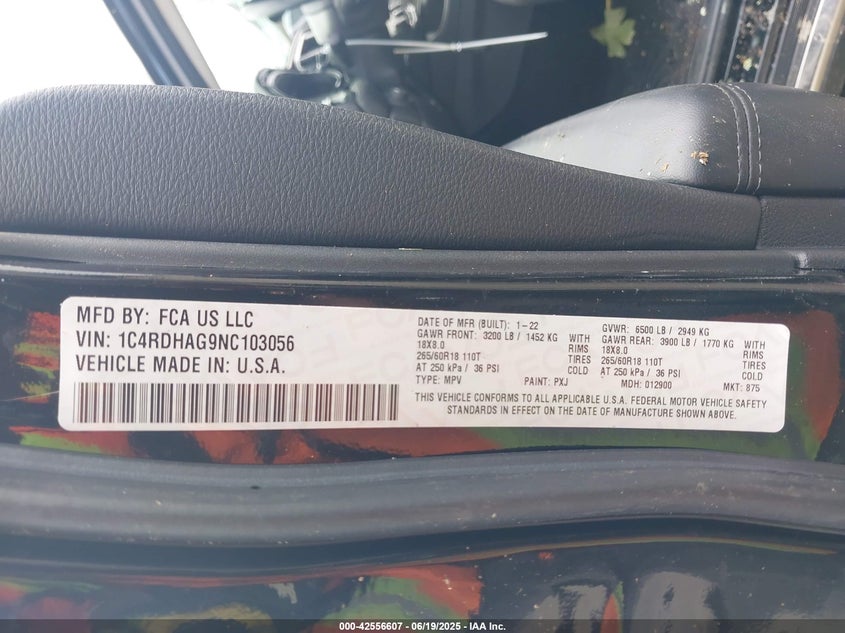 MFD BY: FCA US LLC
VIN: 1C4RDHAG9NC103056
VEHICLE MADE IN: U.S.A.
DATE OF MFR (BUILT): 1-22 GVWR: 6500 LB / 2949 KG
GAWR FRONT: 3200 LB / 1452 KG WITH GAWR REAR: 3900 LB / 1770 KG WITH
18X8.0 RIMS 18X8.0 RIMS
265/60R18 110T TIRES 265/60R18 110T TIRES
AT 250 kPa / 36 PSI COLD AT 250 kPa / 36 PSI COLD
TYPE: MPV PAINT: PXJ MDH: 012900 MKT: 875
THIS VEHICLE CONFORMS TO ALL APPLICABLE U.S.A. FEDERAL MOTOR VEHICLE SAFETY
STANDARDS IN EFFECT ON THE DATE OF MANUFACTURE SHOWN ABOVE.
000-42556607 - 06/19/2025 - IAA Inc.